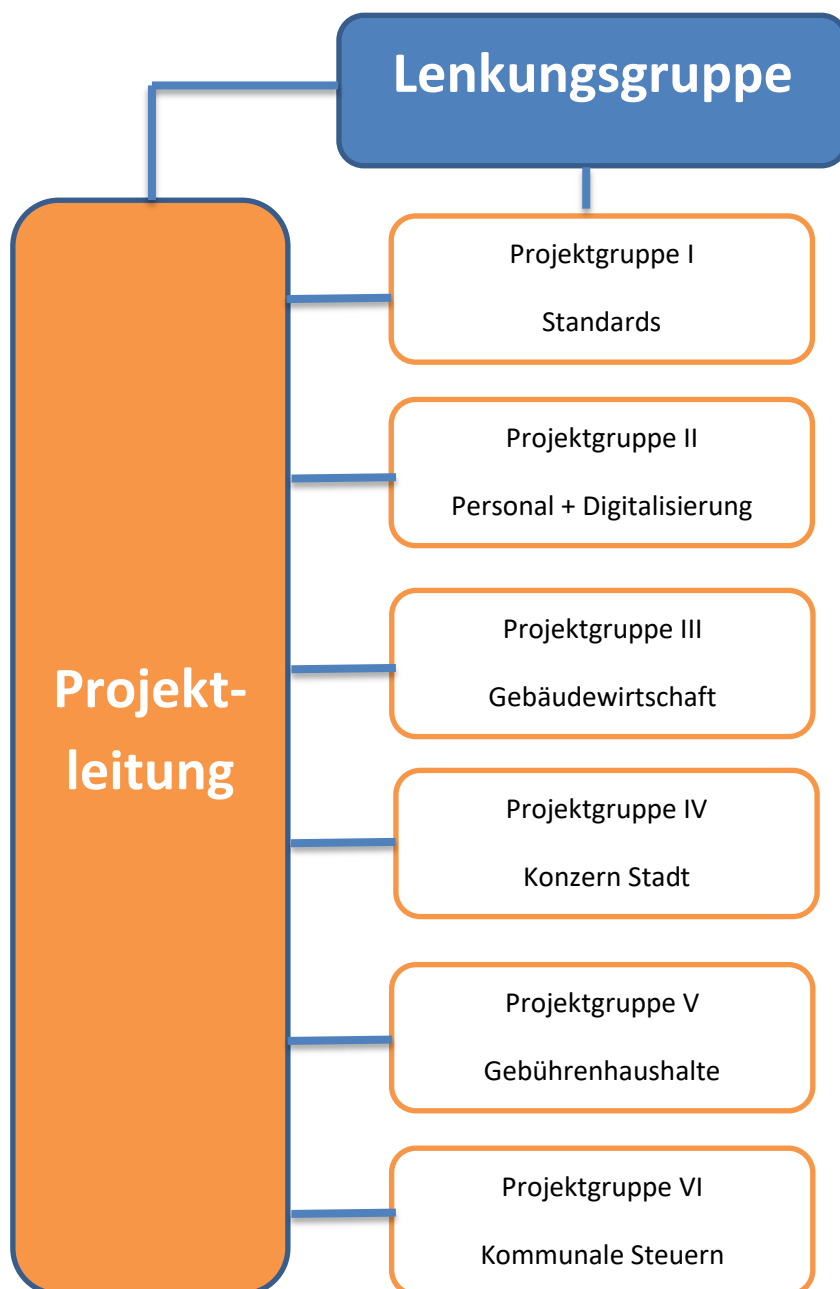 Lenkungsgruppe
Projekt-
leitung
Projektgruppe I
Standards
Projektgruppe II
Personal + Digitalisierung
Projektgruppe III
Gebäudewirtschaft
Projektgruppe IV
Konzern Stadt
Projektgruppe V
Gebührenhaushalte
Projektgruppe VI
Kommunale Steuern